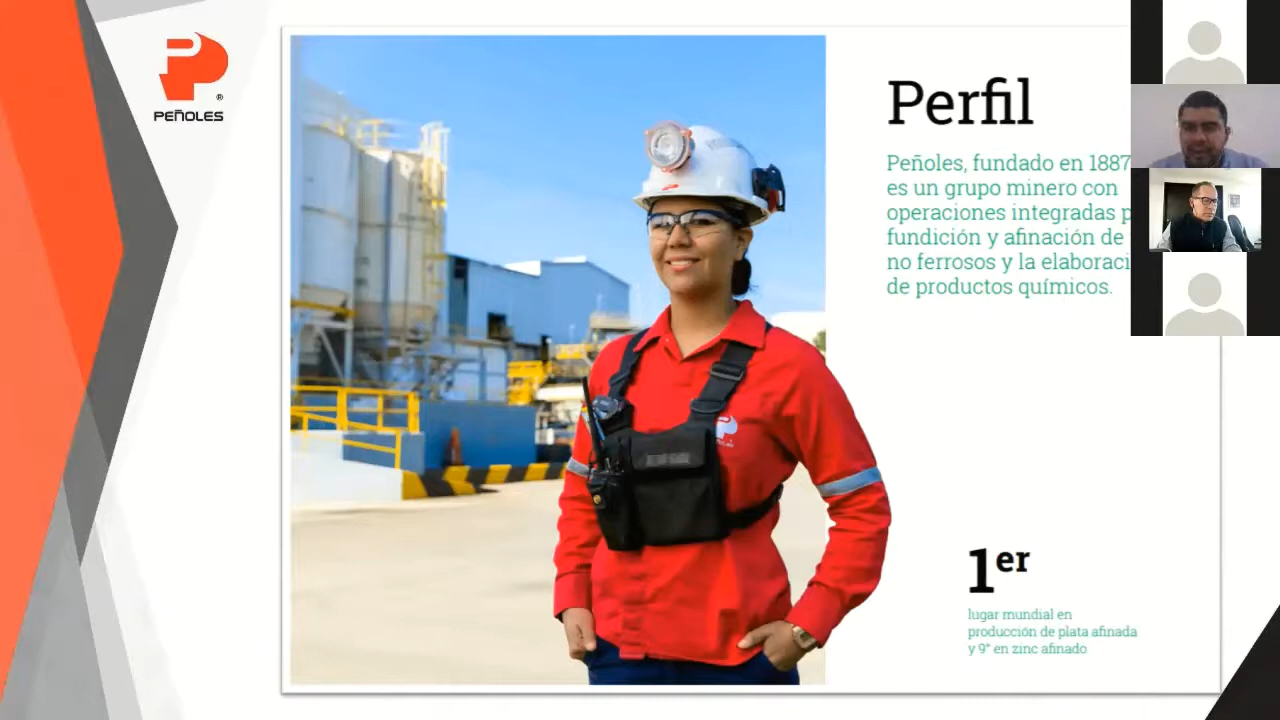 PEÑOLES
®
Perfil
Peñoles, fundado en 1887
es un grupo minero con
operaciones integradas p
fundición y afinación de
no ferrosos y la elaboraci
de productos químicos.
1er
lugar mundial en
producción de plata afinada
y 9° en zinc afinado